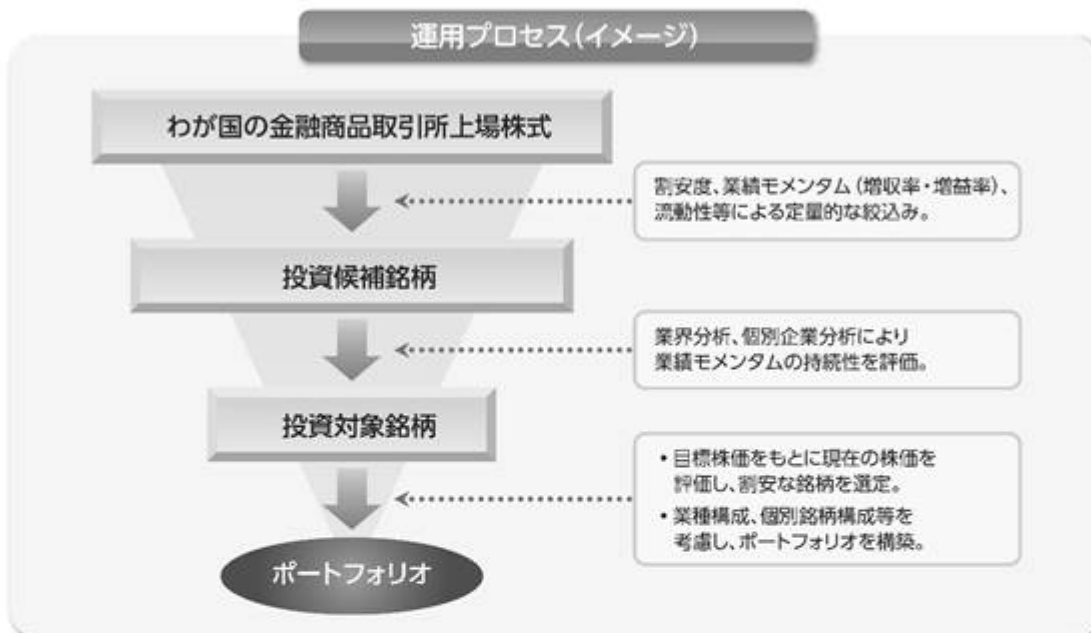 運用プロセス(イメージ)
わが国の金融商品取引所上場株式
割安度、業績モメンタム(増収率・増益率)、
流動性等による定量的な絞込み。
投資候補銘柄
業界分析、個別企業分析により
業績モメンタムの持続性を評価。
投資対象銘柄
・目標株価をもとに現在の株価を
評価し、割安な銘柄を選定。
・業種構成、個別銘柄構成等を
考慮し、ポートフォリオを構築。
ポートフォリオ